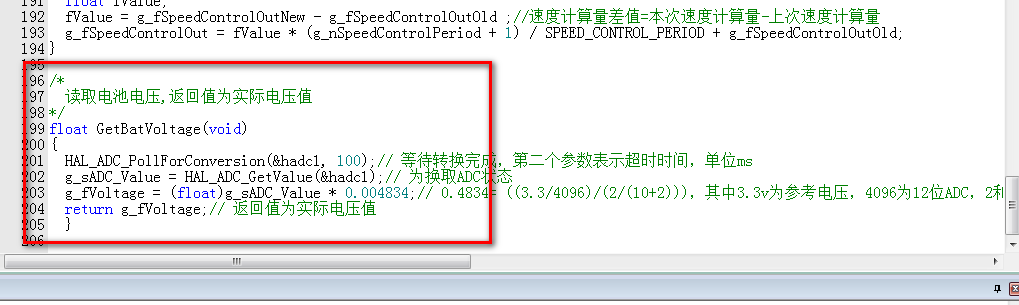 191 float fValue;
192 fValue = g_fSpeedControlOutNew - g_fSpeedControlOutOld ;//速度计算量差值=本次速度计算量-上次速度计算量
193 g_fSpeedControlOut = fValue * (g_nSpeedControlPeriod + 1) / SPEED_CONTROL_PERIOD + g_fSpeedControlOutOld;
194 }
195
196 /*
197 读取电池电压,返回值为实际电压值
198 */
199 float GetBatVoltage(void)
200 {
201 HAL_ADC_PollForConversion(&hadc1, 100);// 等待转换完成, 第二个参数表示超时时间, 单位ms
202 g_sADC_Value = HAL_ADC_GetValue(&hadc1);// 为换取ADC状态
203 g_fVoltage = (float)g_sADC_Value * 0.004834;// 0.4834= ((3.3/4096)/(2/(10+2))), 其中3.3v为参考电压, 4096为12位ADC, 2和
204 return g_fVoltage;// 返回值为实际电压值
205 }
206